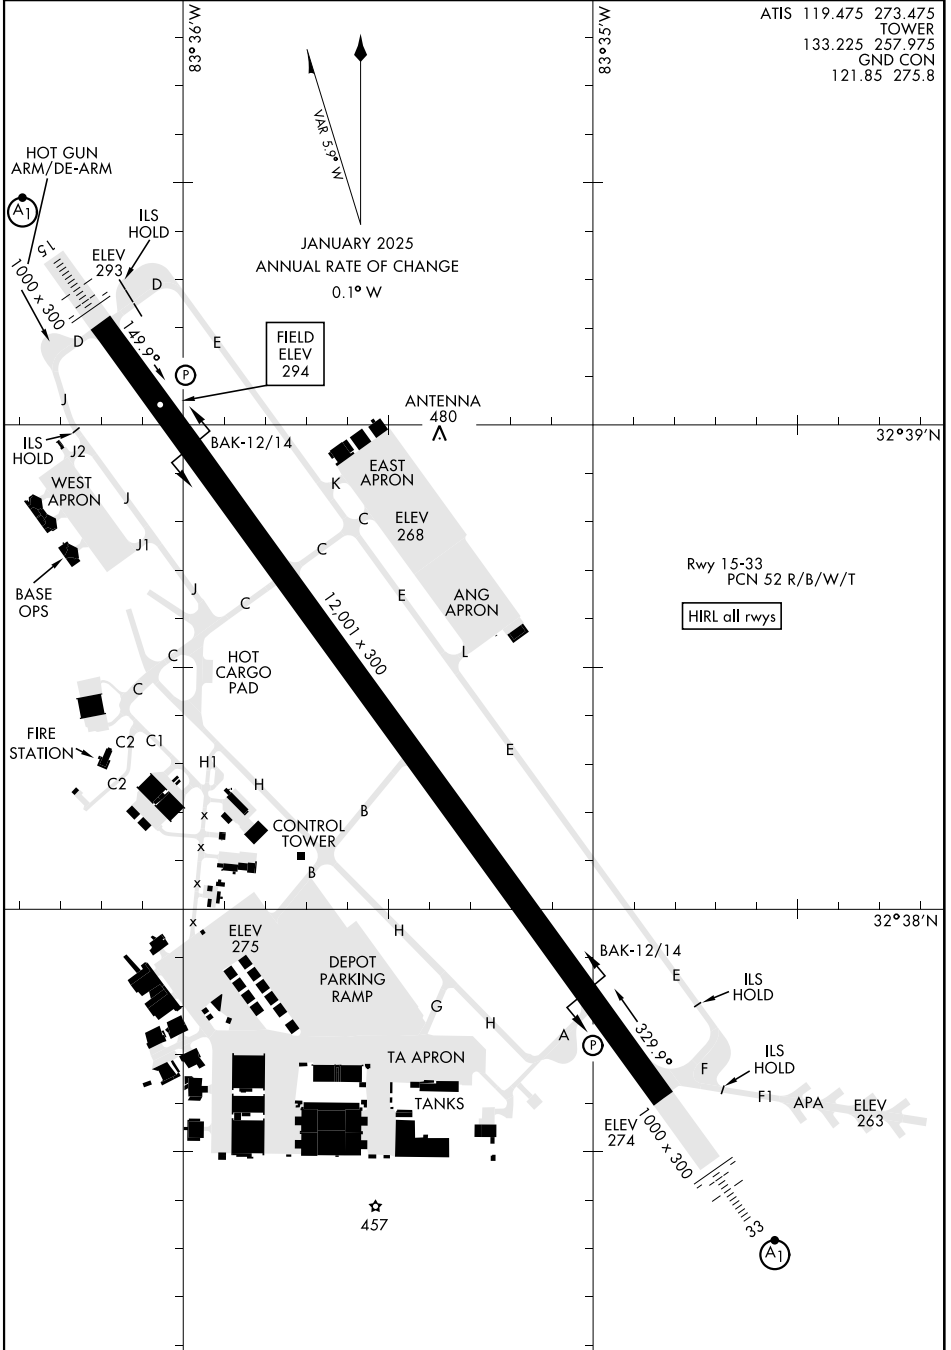 83°36'W
83°35'W
ATIS 119.475 273.475
TOWER
133.225 257.975
GND CON
121.85 275.8
VAR 5.9° W
JANUARY 2025
ANNUAL RATE OF CHANGE
0.1° W
HOT GUN
ARM/DE-ARM
A1
ILS
HOLD
15
ELEV
293
1000 x 300
D
D
E
149.9°
P
FIELD
ELEV
294
J
ANTENNA
480
32°39'N
BAK-12/14
ILS
HOLD
J2
WEST
APRON
J
EAST
APRON
K
ELEV
268
C
C
J1
BASE
OPS
J
C
E
ANG
APRON
Rwy 15-33
PCN 52 R/B/W/T
HIRL all rwys
12,001 x 300
L
C
HOT
CARGO
PAD
C
FIRE
STATION
C2
C1
H1
E
C2
H
x
B
CONTROL
TOWER
x
B
x
32°38'N
x
ELEV
275
H
DEPOT
PARKING
RAMP
BAK-12/14
E
ILS
HOLD
G
H
A
P
329.9°
TA APRON
F
ILS
HOLD
TANKS
F1
APA
ELEV
263
ELEV
274
1000 x 300
457
33
A1